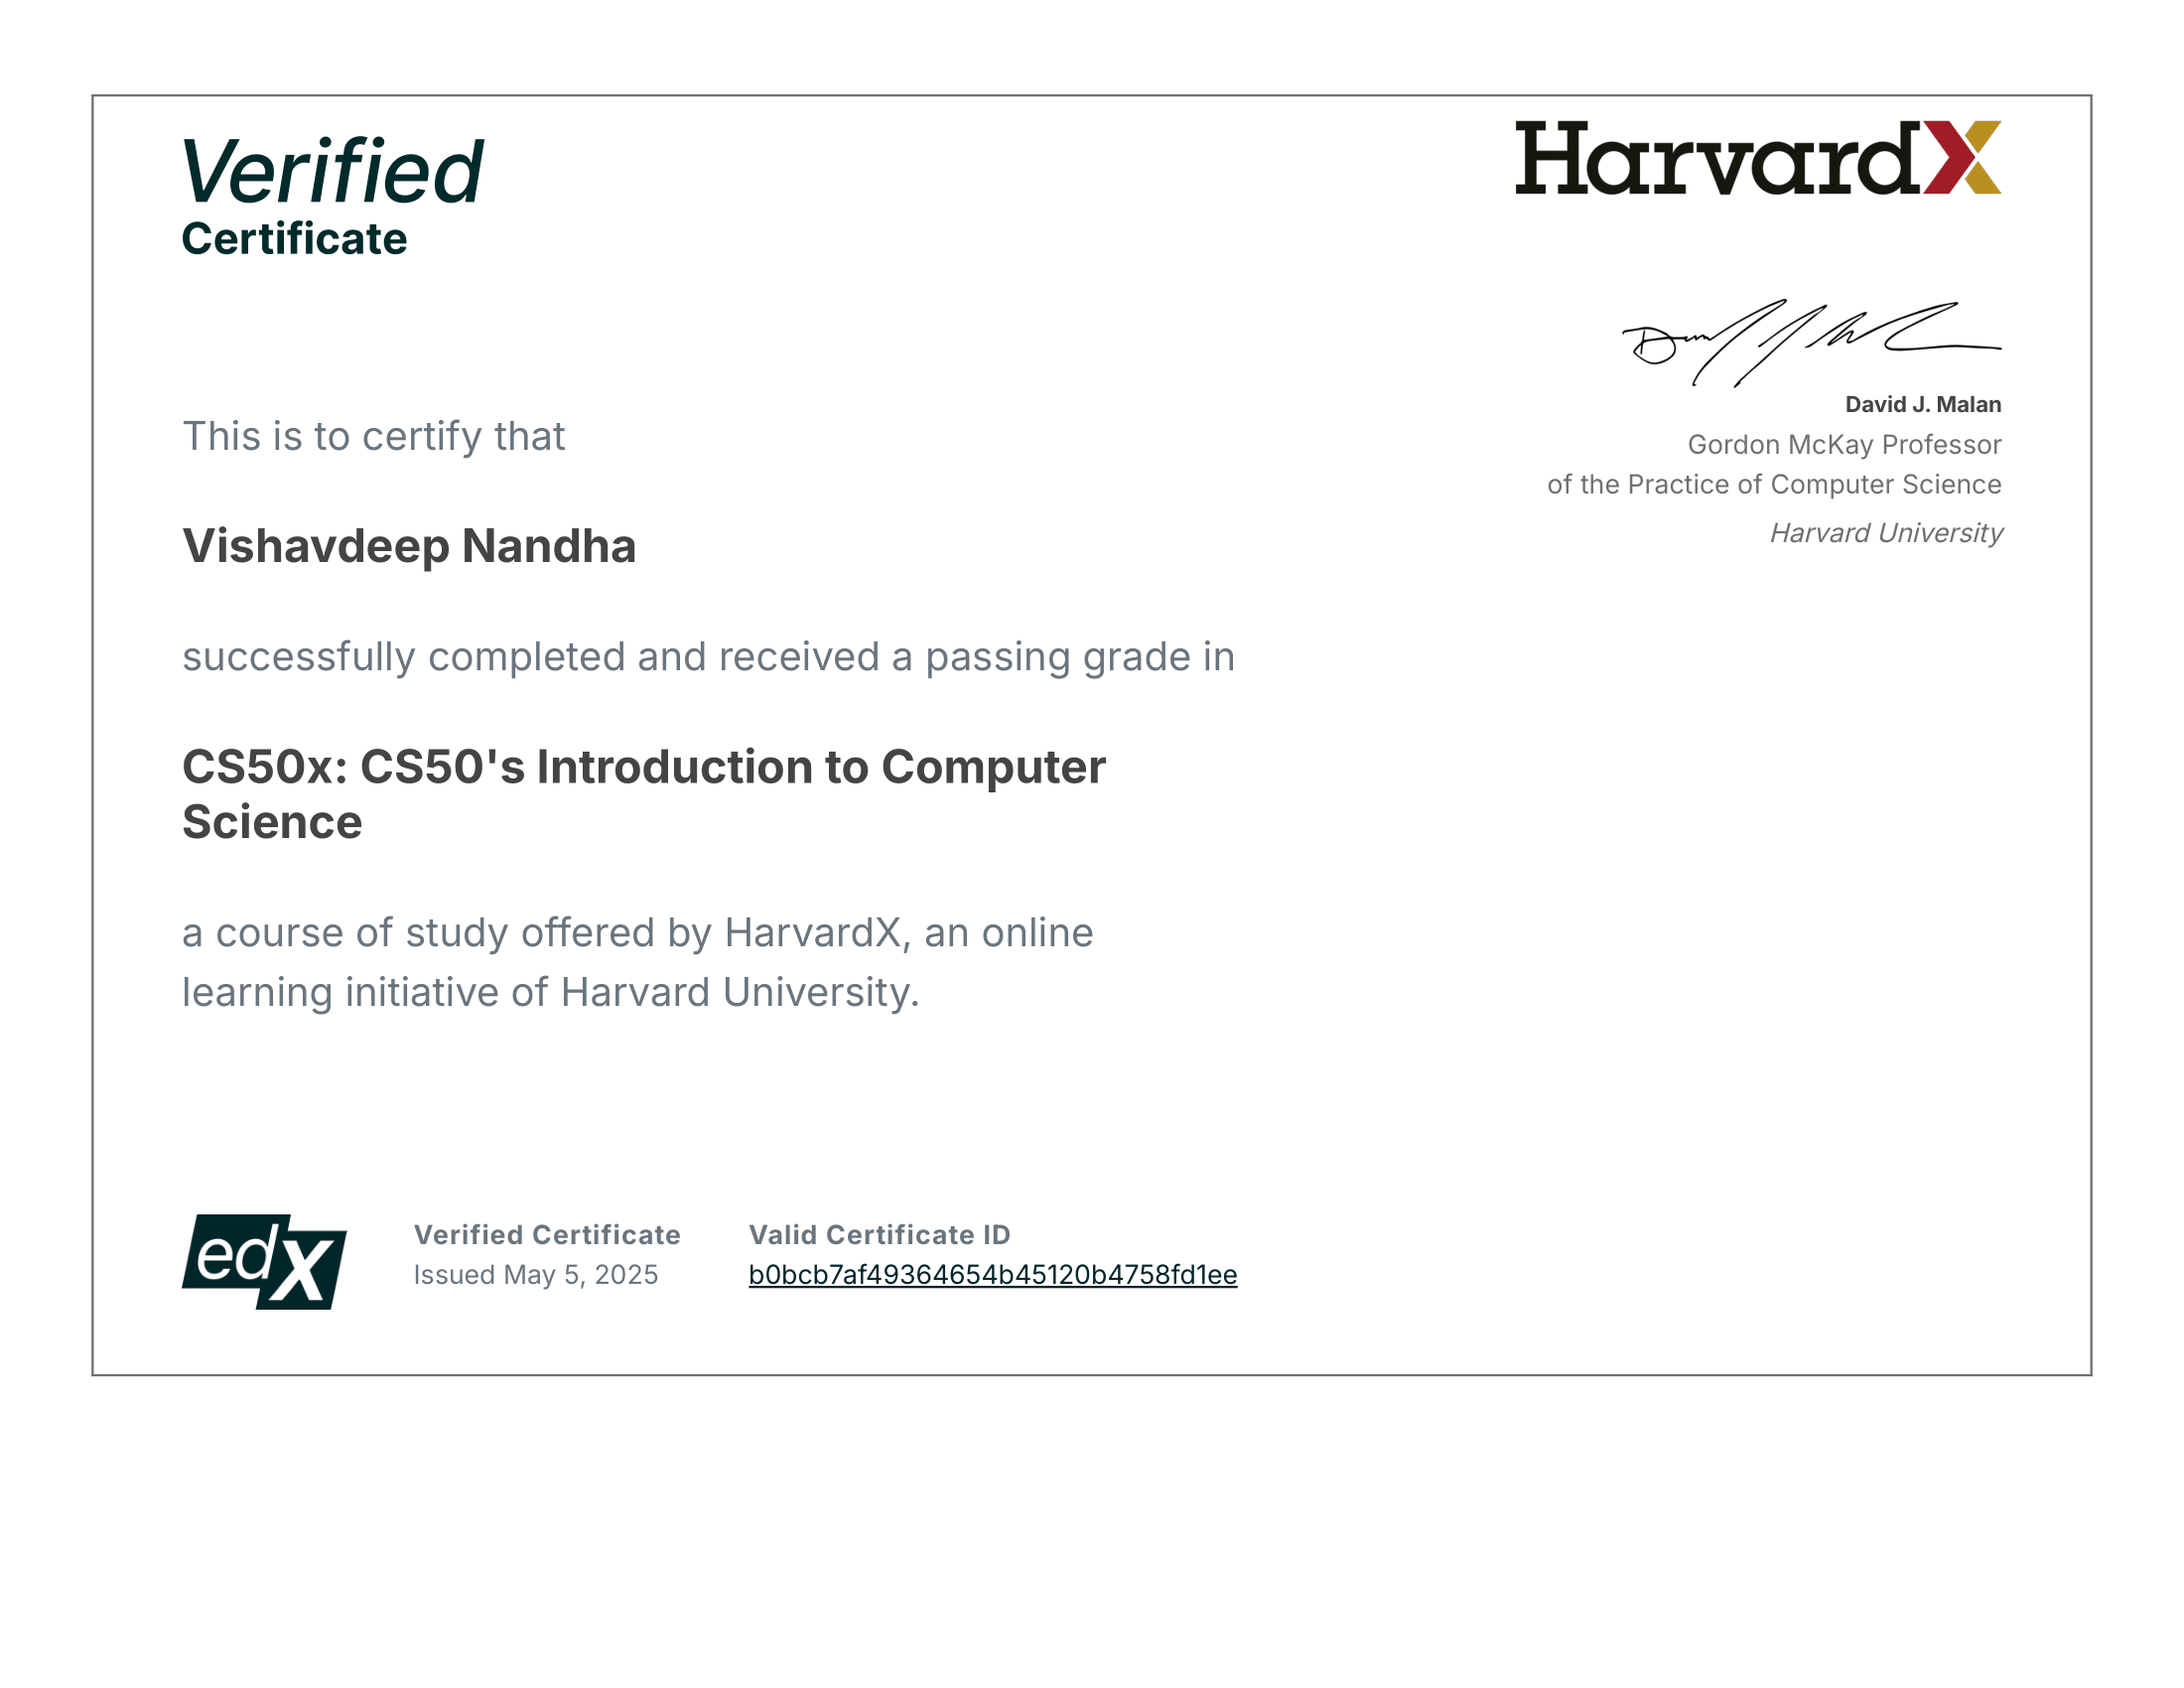 Verified
Certificate
HarvardX
This is to certify that
Vishavdeep Nandha
successfully completed and received a passing grade in
CS50x: CS50's Introduction to Computer
Science
a course of study offered by HarvardX, an online
learning initiative of Harvard University.
David J. Malan
Gordon McKay Professor
of the Practice of Computer Science
Harvard University
edX
Verified Certificate
Issued May 5, 2025
Valid Certificate ID
b0bcb7af49364654b45120b4758fd1ee